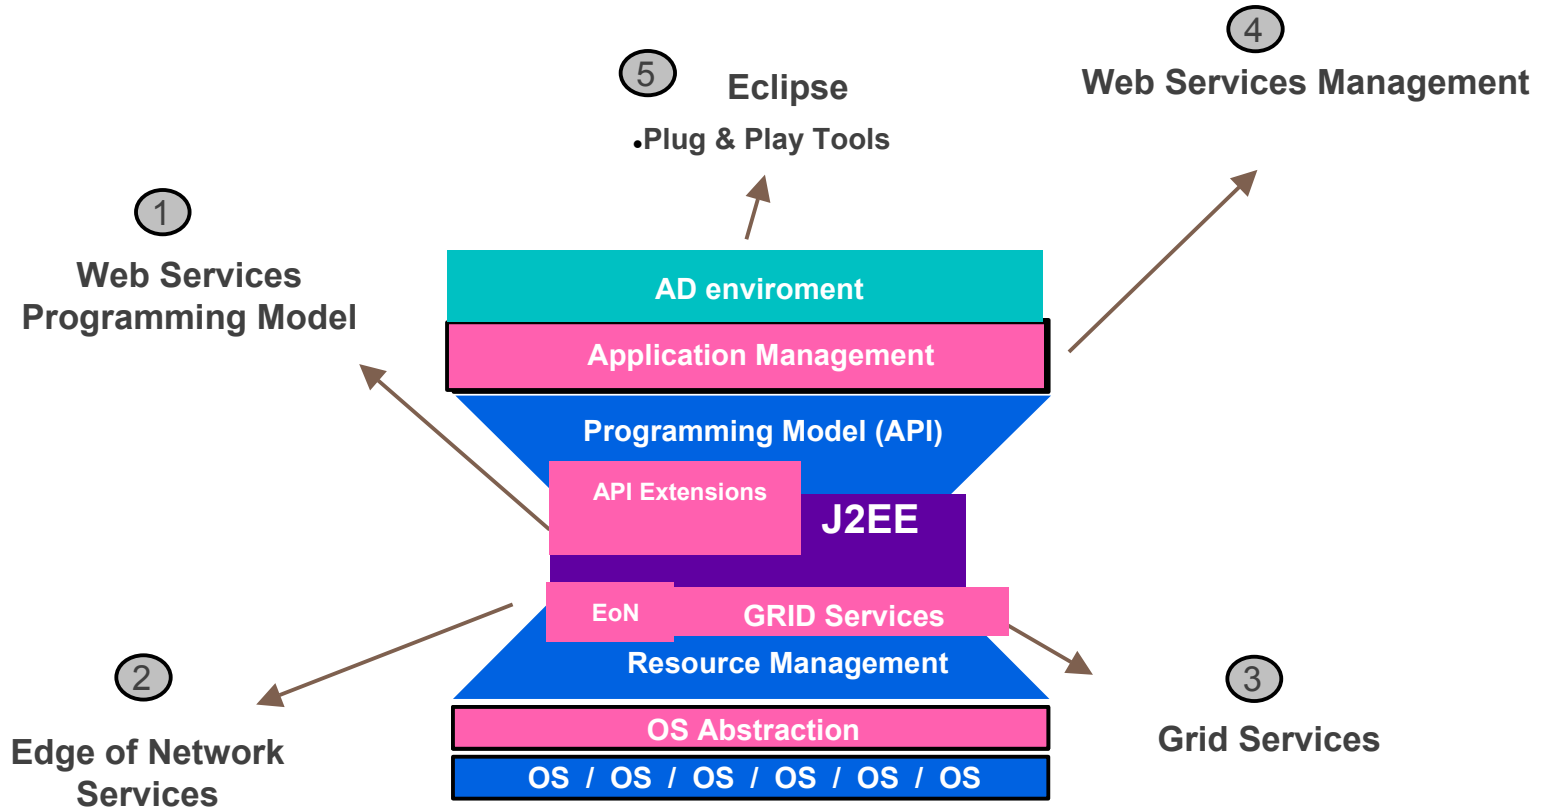 4
Web Services Management
5
Eclipse
•Plug & Play Tools
1
Web Services
Programming Model
AD enviroment
Application Management
Programming Model (API)
API Extensions
J2EE
EoN
GRID Services
Resource Management
2
Edge of Network
Services
3
Grid Services
OS Abstraction
OS / OS / OS / OS / OS / OS